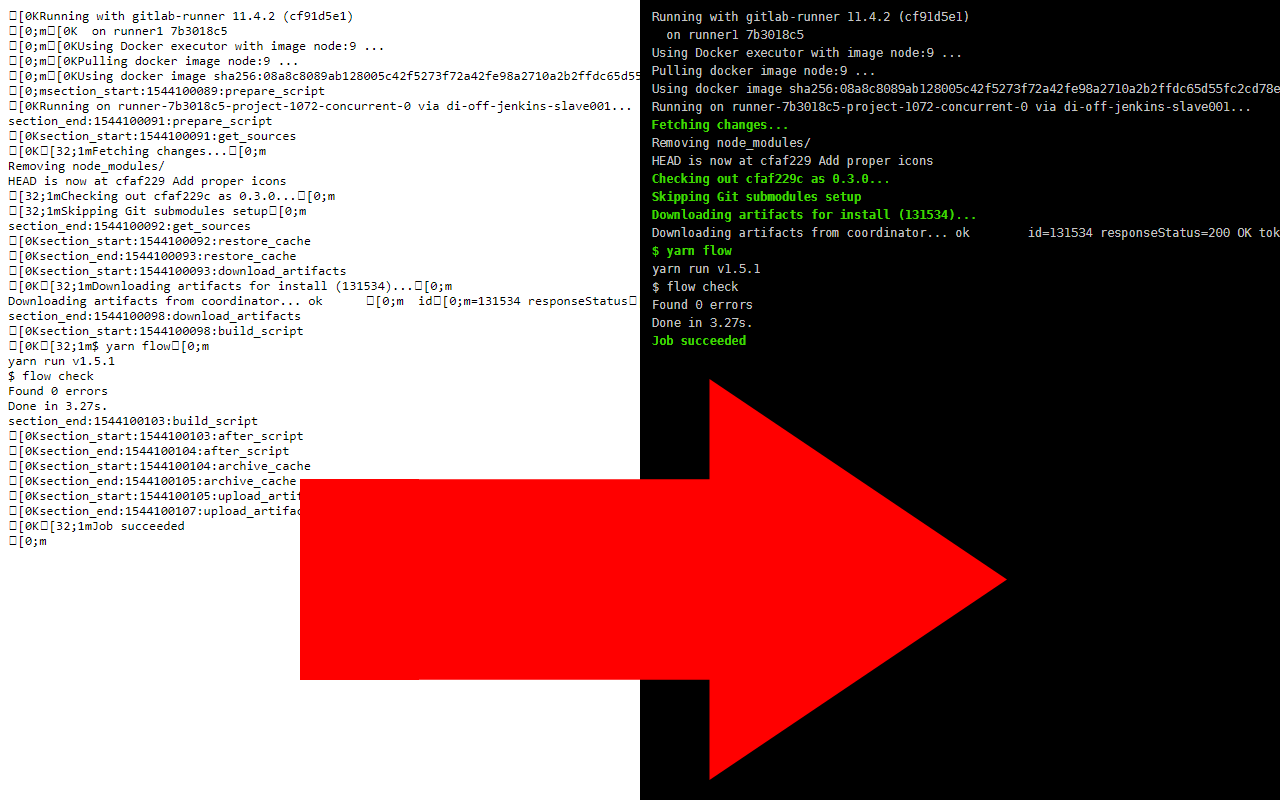 [0KRunning with gitlab-runner 11.4.2 (cf91d5e1)
[0;m[0K  on runner1 7b3018c5
[0;m[0KUsing Docker executor with image node:9 ...
[0;m[0KPulling docker image node:9 ...
[0;m[0KUsing docker image sha256:08a8c8089ab128005c42f5273f72a42fe98a2710a2b2ffdc65d55
[0;msection_start:1544100089:prepare_script
[0KRunning on runner-7b3018c5-project-1072-concurrent-0 via di-off-jenkins-slave001...
section_end:1544100091:prepare_script
[0Ksection_start:1544100091:get_sources
[0K[32;1mFetching changes...[0;m
Removing node_modules/
HEAD is now at cfaf229 Add proper icons
[32;1mChecking out cfaf229c as 0.3.0...[0;m
[32;1mSkipping Git submodules setup[0;m
section_end:1544100092:get_sources
[0Ksection_start:1544100092:restore_cache
[0Ksection_end:1544100093:restore_cache
[0Ksection_start:1544100093:download_artifacts
[0K[32;1mDownloading artifacts for install (131534)...[0;m
Downloading artifacts from coordinator... ok      [0;m  id[0;m=131534 responseStatus
section_end:1544100098:download_artifacts
[0Ksection_start:1544100098:build_script
[0K[32;1m$ yarn flow[0;m
yarn run v1.5.1
$ flow check
Found 0 errors
Done in 3.27s.
section_end:1544100103:build_script
[0Ksection_start:1544100103:after_script
[0Ksection_end:1544100104:after_script
[0Ksection_start:1544100104:archive_cache
[0Ksection_end:1544100105:archive_cache
[0Ksection_start:1544100105:upload_artif
[0Ksection_end:1544100107:upload_artifac
[0K[32;1mJob succeeded
[0;m
Running with gitlab-runner 11.4.2 (cf91d5e1)
  on runner1 7b3018c5
Using Docker executor with image node:9 ...
Pulling docker image node:9 ...
Using docker image sha256:08a8c8089ab128005c42f5273f72a42fe98a2710a2b2ffdc65d55fc2cd78e
Running on runner-7b3018c5-project-1072-concurrent-0 via di-off-jenkins-slave001...
Fetching changes...
Removing node_modules/
HEAD is now at cfaf229 Add proper icons
Checking out cfaf229c as 0.3.0...
Skipping Git submodules setup
Downloading artifacts for install (131534)...
Downloading artifacts from coordinator... ok        id=131534 responseStatus=200 OK tok
$ yarn flow
yarn run v1.5.1
$ flow check
Found 0 errors
Done in 3.27s.
Job succeeded